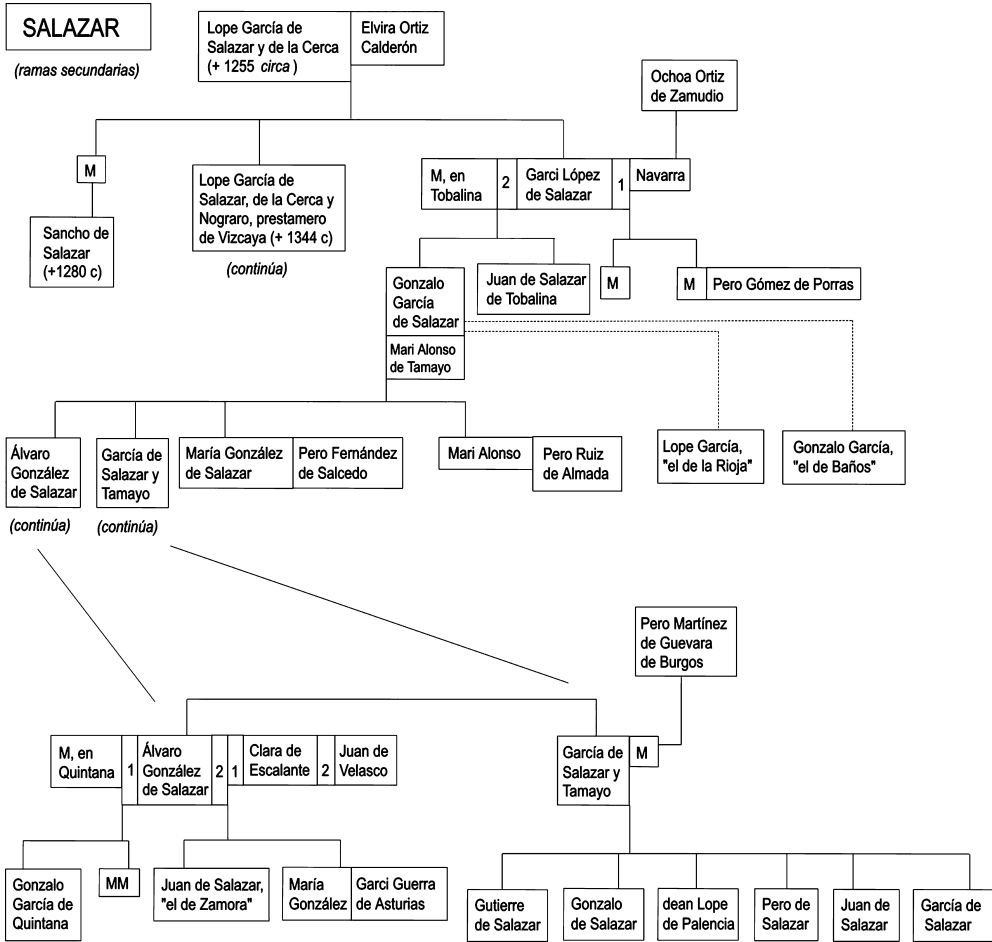 SALAZAR
(ramas secundarias)
Lope García de
Salazar y de la Cerca
(+ 1255 circa )
Elvira Ortiz
Calderón
Ochoa Ortiz
de Zamudio
M
Sancho de
Salazar
(+1280 c)
Lope García de
Salazar, de la Cerca y
Nograro, prestamero
de Vizcaya (+ 1344 c)
(continúa)
M, en
Tobalina
2
Garci López
de Salazar
1
Navarra
Gonzalo
García
de Salazar
Mari Alonso
de Tamayo
Juan de Salazar
de Tobalina
M
M
Pero Gómez de Porras
Álvaro
González
de Salazar
(continúa)
García de
Salazar y
Tamayo
(continúa)
María González
de Salazar
Pero Fernández
de Salcedo
Mari Alonso
Pero Ruiz
de Almada
Lope García,
"el de la Rioja"
Gonzalo García,
"el de Baños"
Pero Martínez
de Guevara
de Burgos
M, en
Quintana
1
Álvaro
González
de Salazar
2
1
Clara de
Escalante
2
Juan de
Velasco
García de
Salazar y
Tamayo
M
Gonzalo
García de
Quintana
MM
Juan de Salazar,
"el de Zamora"
María
González
Garci Guerra
de Asturias
Gutierre
de Salazar
Gonzalo
de Salazar
dean Lope
de Palencia
Pero de
Salazar
Juan de
Salazar
García de
Salazar